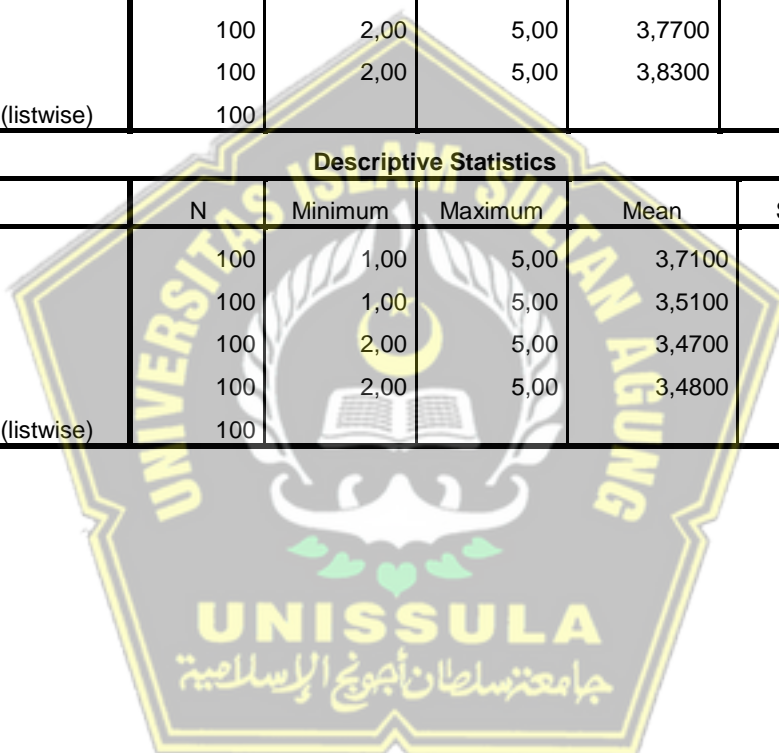 100 2,00 5,00 3,7700
100 2,00 5,00 3,8300
(listwise) 100
Descriptive Statistics
N Minimum Maximum Mean
100 1,00 5,00 3,7100
100 1,00 5,00 3,5100
100 2,00 5,00 3,4700
100 2,00 5,00 3,4800
(listwise) 100
UNIVERSITAS ISLAM SULTAN AGUNG
UNISSULA
جامعة سلطان أجونج الإسلامية